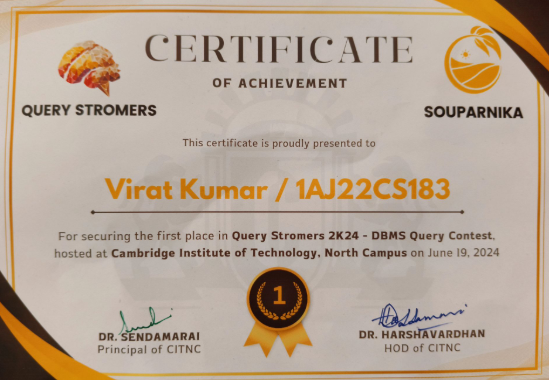 CERTIFICATE
OF ACHIEVEMENT
QUERY STROMERS
SOUPARNIKA
This certificate is proudly presented to
Virat Kumar / 1AJ22CS183
For securing the first place in Query Stromers 2K24 - DBMS Query Contest,
hosted at Cambridge Institute of Technology, North Campus on June 19, 2024
1
DR. SENDAMARAI
Principal of CITNC
DR. HARSHAVARDHAN
HOD of CITNC